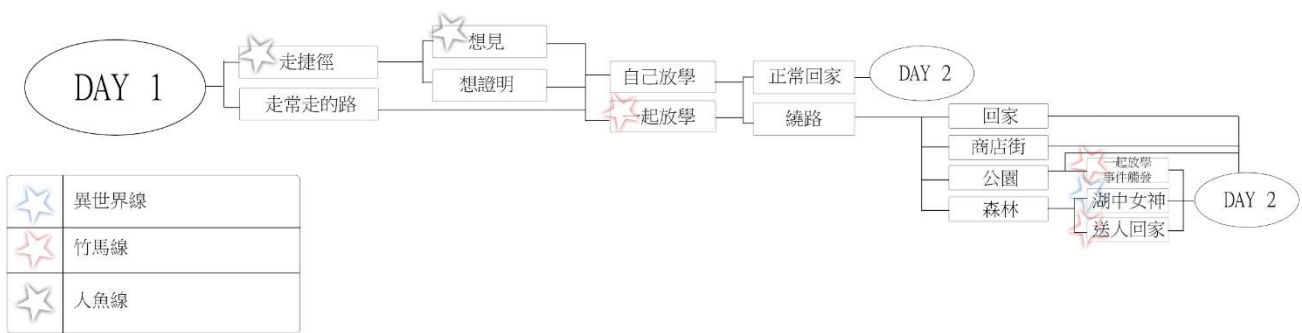 DAY 1
走捷徑
走常走的路
想見
想證明
自己放學
一起放學
正常回家
繞路
DAY 2
回家
商店街
公園
森林
一起放學
事件觸發
湖中女神
送人回家
DAY 2
異世界線
竹馬線
人魚線